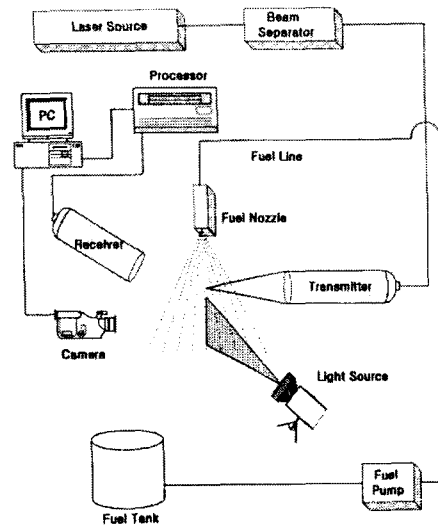 Laser Source
Beam
Separator
Processor
PC
Fuel Line
Fuel Nozzle
Receiver
Transmitter
Camera
Light Source
Fuel Tank
Fuel
Pump